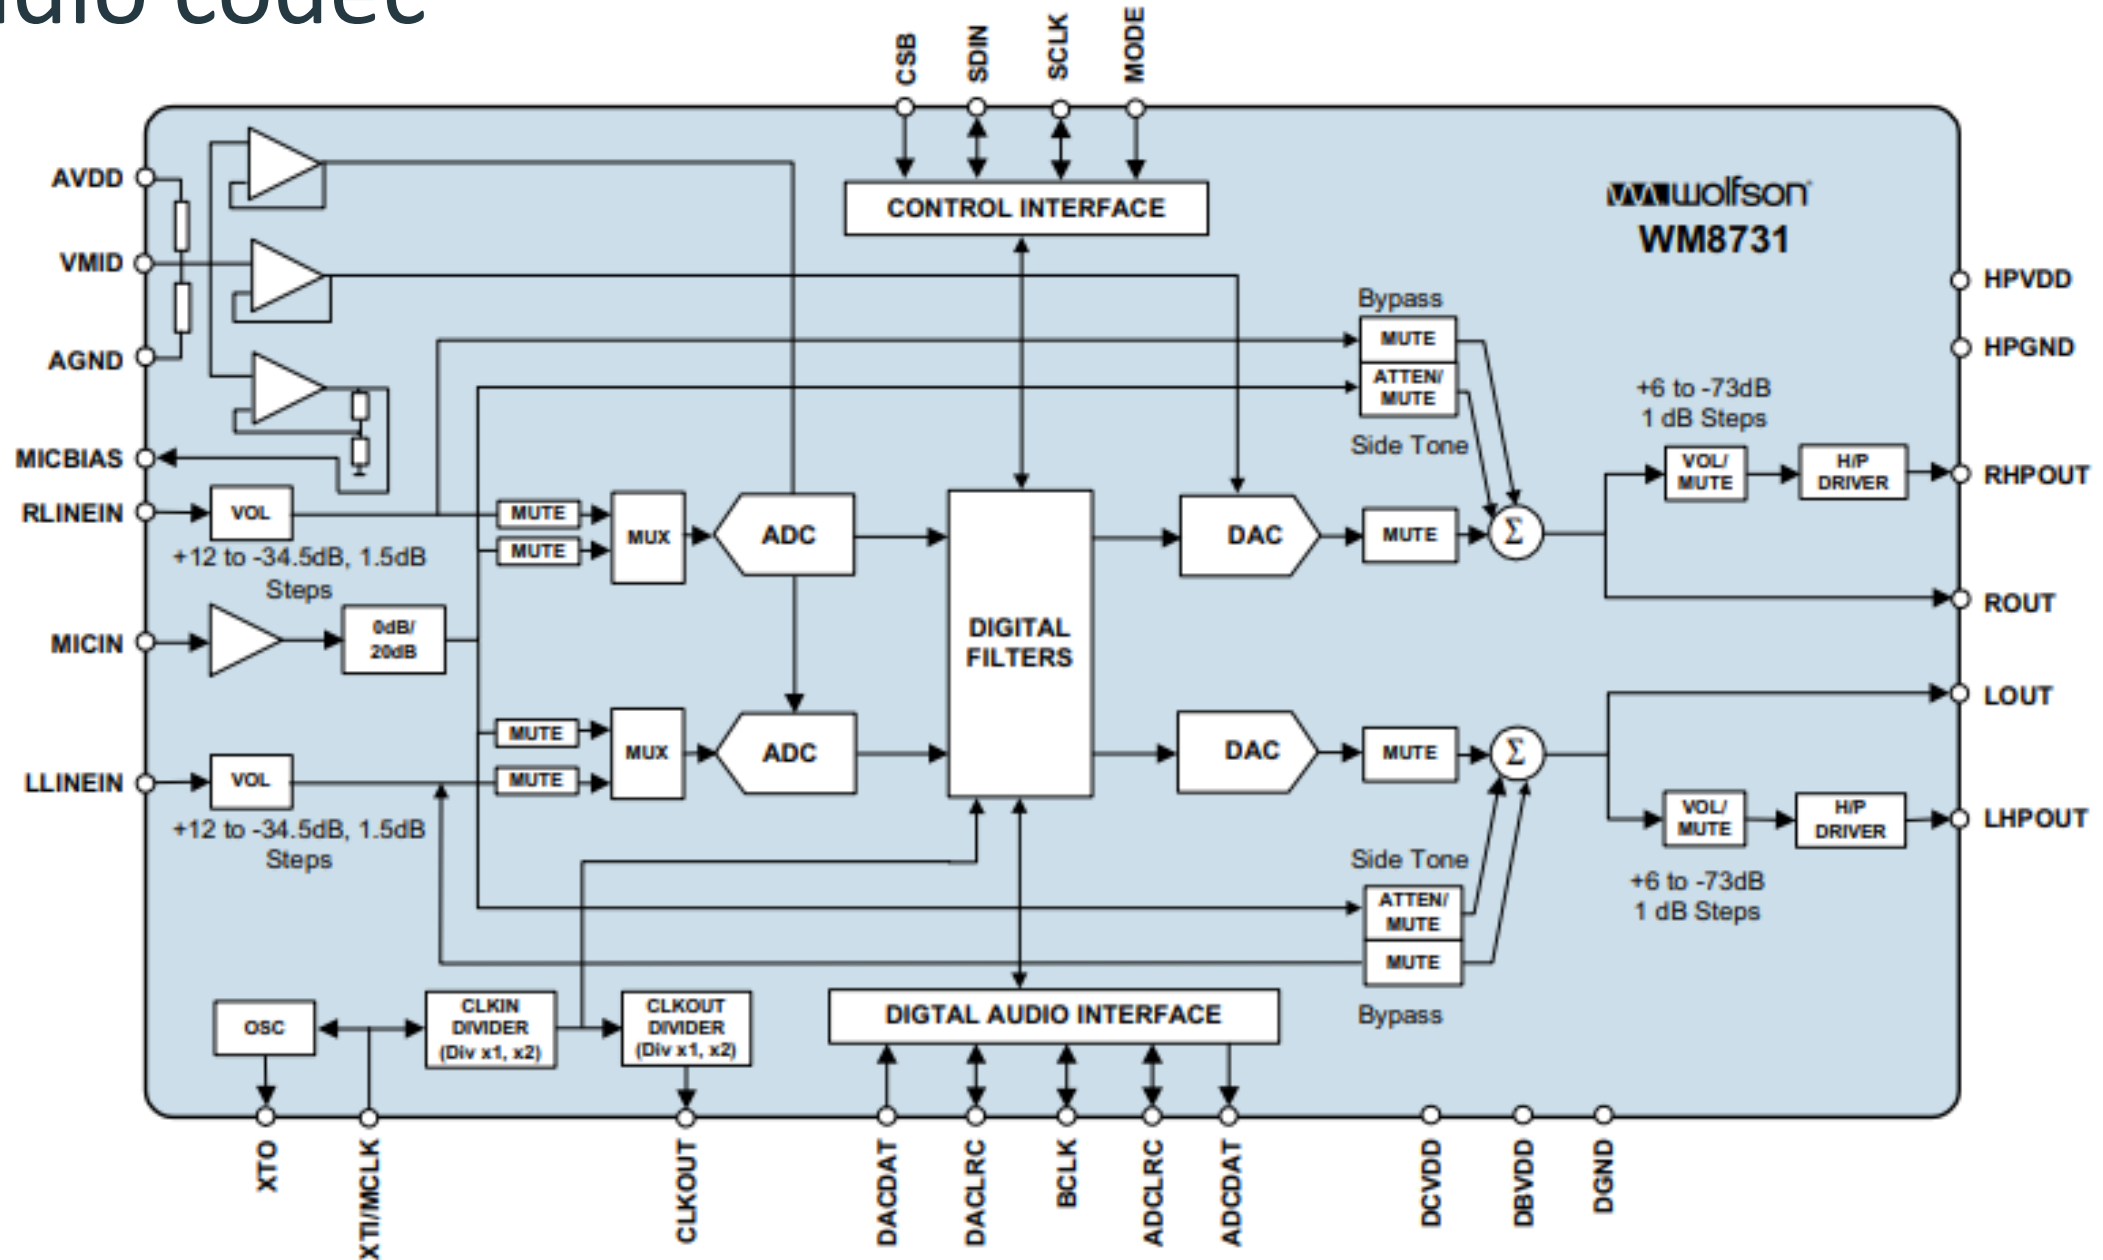 audio codec
CSB
SDIN
SCLK
MODE
AVDD
VMID
AGND
MICBIAS
RLINEIN
MICIN
LLINEIN
CONTROL INTERFACE
wolfson
WM8731
HPVDD
HPGND
Bypass
MUTE
ATTEN/
MUTE
Side Tone
+6 to -73dB
1 dB Steps
VOL/
MUTE
H/P
DRIVER
RHPOUT
VOL
+12 to -34.5dB, 1.5dB
Steps
MUTE
MUTE
MUX
ADC
DIGITAL
FILTERS
DAC
MUTE
Σ
ROUT
0dB/
20dB
LOUT
VOL
+12 to -34.5dB, 1.5dB
Steps
MUTE
MUTE
MUX
ADC
DAC
MUTE
Σ
VOL/
MUTE
H/P
DRIVER
LHPOUT
+6 to -73dB
1 dB Steps
Side Tone
ATTEN/
MUTE
MUTE
Bypass
OSC
CLKIN
DIVIDER
(Div x1, x2)
CLKOUT
DIVIDER
(Div x1, x2)
DIGTAL AUDIO INTERFACE
XTO
XTI/MCLK
CLKOUT
DACDAT
DACLRC
BCLK
ADCLRC
ADCDAT
DCVDD
DBVDD
DGND